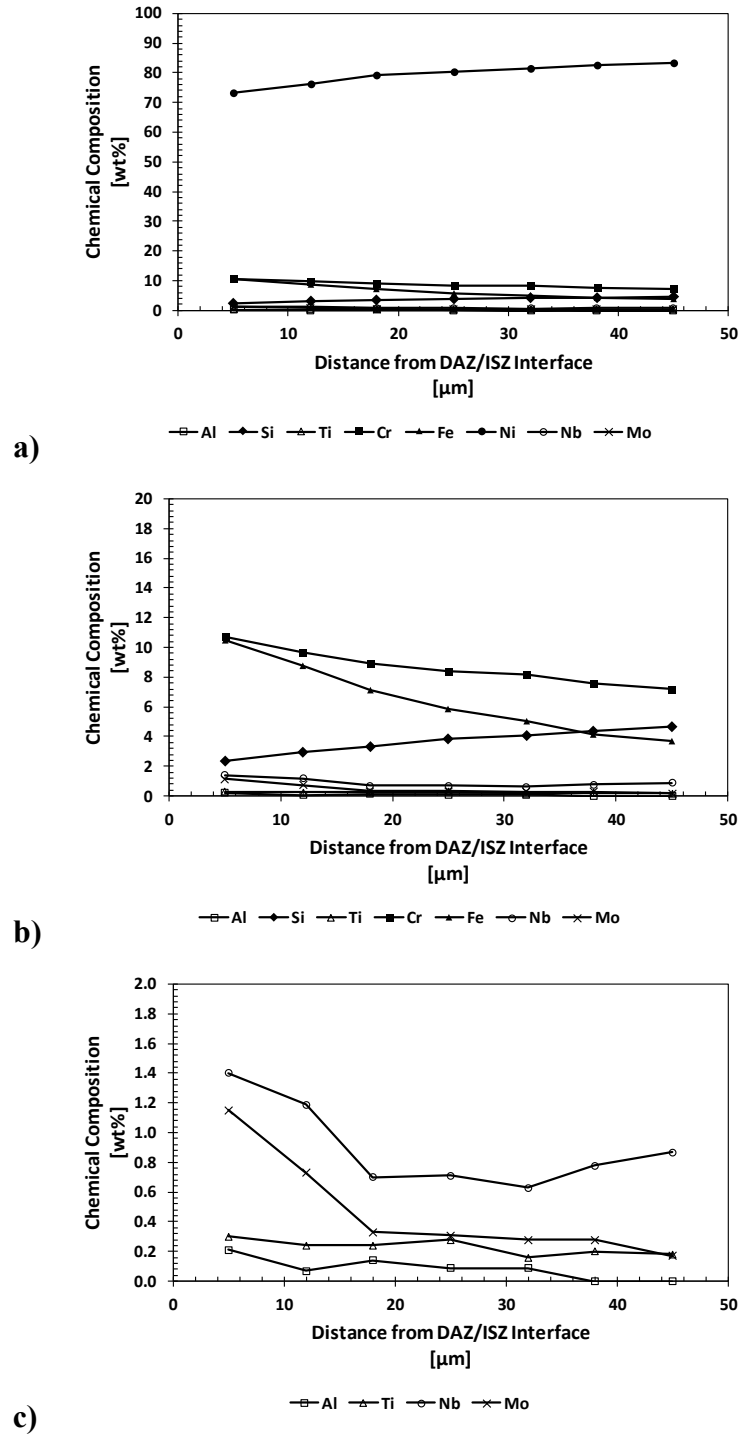 100
90
80
70
60
50
40
30
20
10
0
Chemical Composition
[wt%]
0 10 20 30 40 50
Distance from DAZ/ISZ Interface
[µm]
Al Si Ti Cr Fe Ni Nb Mo
a)
20
18
16
14
12
10
8
6
4
2
0
Chemical Composition
[wt%]
0 10 20 30 40 50
Distance from DAZ/ISZ Interface
[µm]
Al Si Ti Cr Fe Nb Mo
b)
2.0
1.8
1.6
1.4
1.2
1.0
0.8
0.6
0.4
0.2
0.0
Chemical Composition
[wt%]
0 10 20 30 40 50
Distance from DAZ/ISZ Interface
[µm]
Al Ti Nb Mo
c)